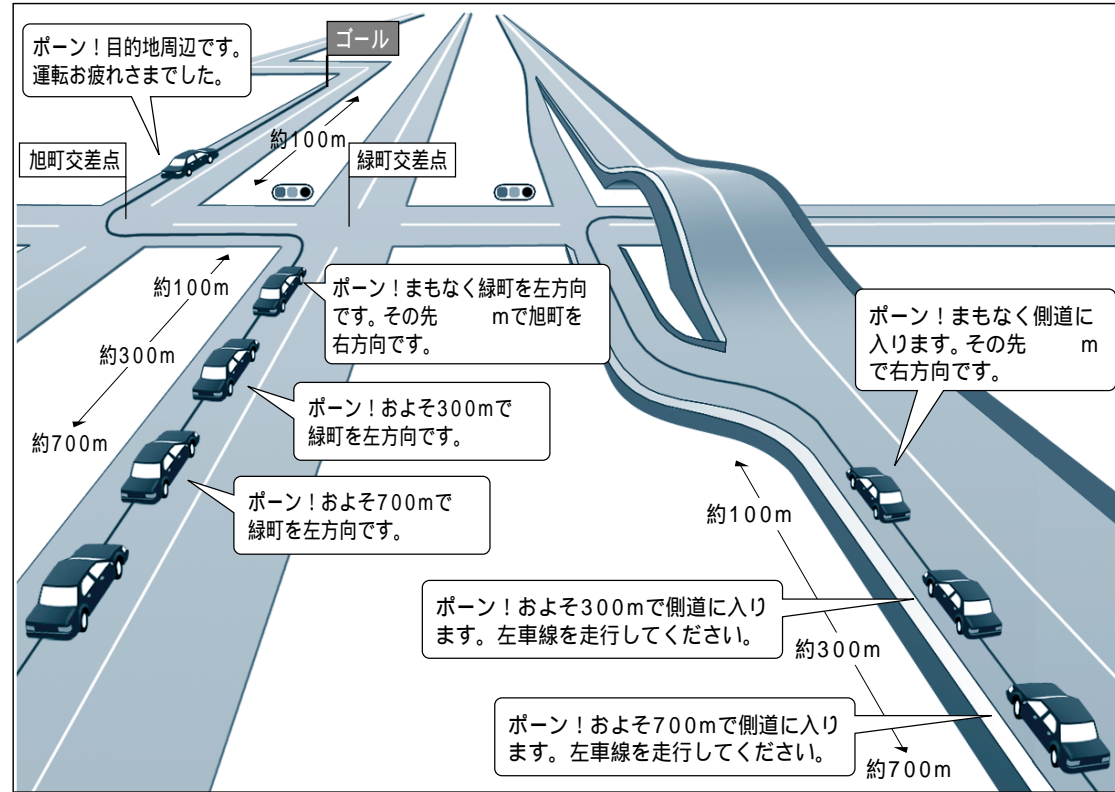 ポーン！目的地周辺です。
運転お疲れさまでした。
ゴール
約100m
旭町交差点
緑町交差点
約100m
約300m
約700m
ポーン！まもなく緑町を左方向
です。その先　　　mで旭町を
右方向です。
ポーン！およそ300mで
緑町を左方向です。
ポーン！およそ700mで
緑町を左方向です。
ポーン！まもなく側道に
入ります。その先　　　m
で右方向です。
約100m
ポーン！およそ300mで側道に入り
ます。左車線を走行してください。
約300m
ポーン！およそ700mで側道に入り
ます。左車線を走行してください。
約700m